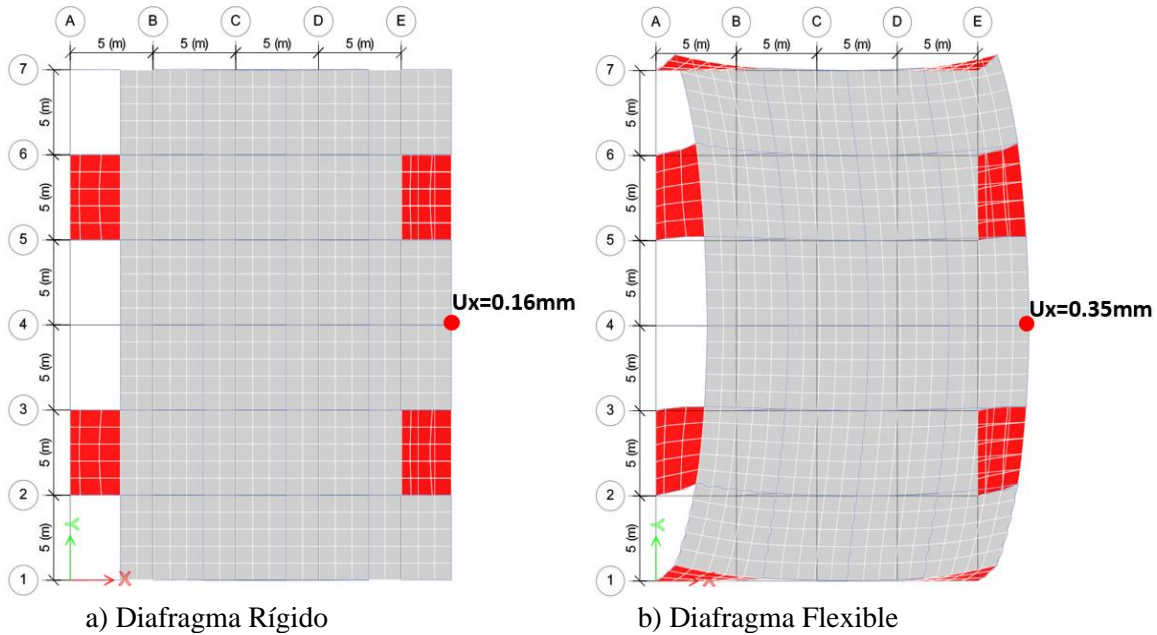 A B C D E
5 (m) 5 (m) 5 (m) 5 (m)
7
5 (m)
6
5 (m)
5
5 (m)
4
5 (m)
3
5 (m)
2
5 (m)
1
Y
X
Ux=0.16mm
a) Diafragma Rígido
A B C D E
5 (m) 5 (m) 5 (m) 5 (m)
7
5 (m)
6
5 (m)
5
5 (m)
4
5 (m)
3
5 (m)
2
5 (m)
1
Y
X
Ux=0.35mm
b) Diafragma Flexible